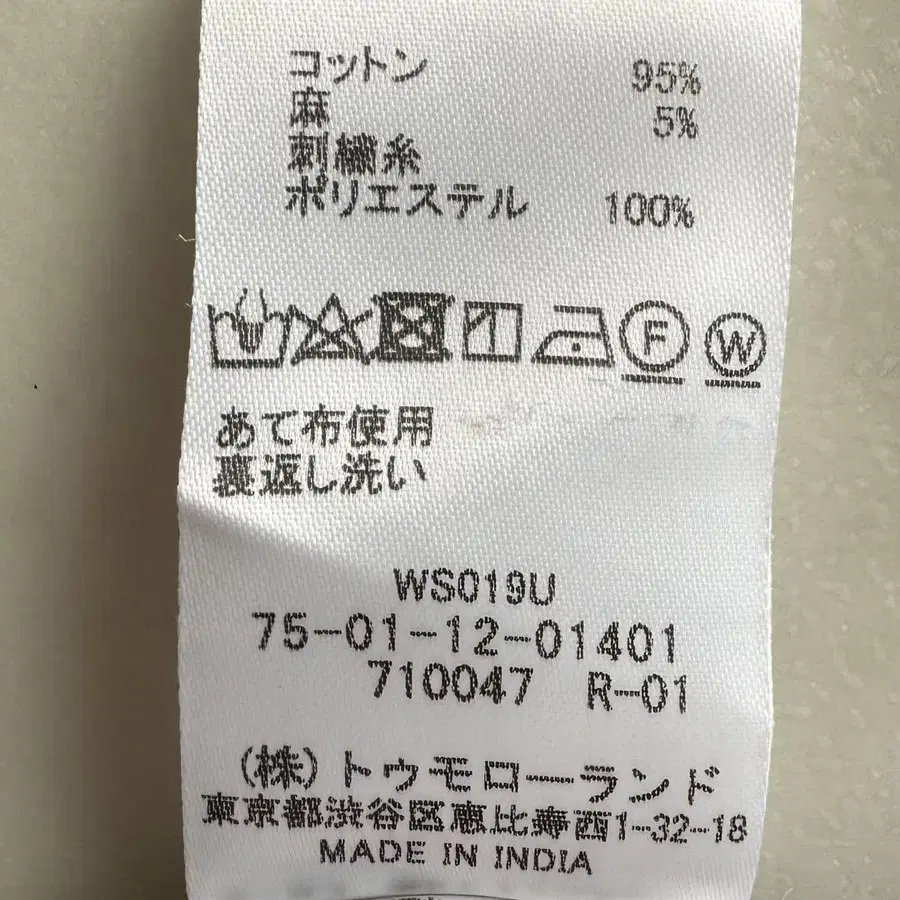 コットン 95%
麻 5%
刺繍糸
ポリエステル 100%
F W
あて布使用
裏返し洗い
WS019U
75-01-12-01401
710047 R-01
(株)トゥモローランド
東京都渋谷区恵比寿西1-32-18
MADE IN INDIA